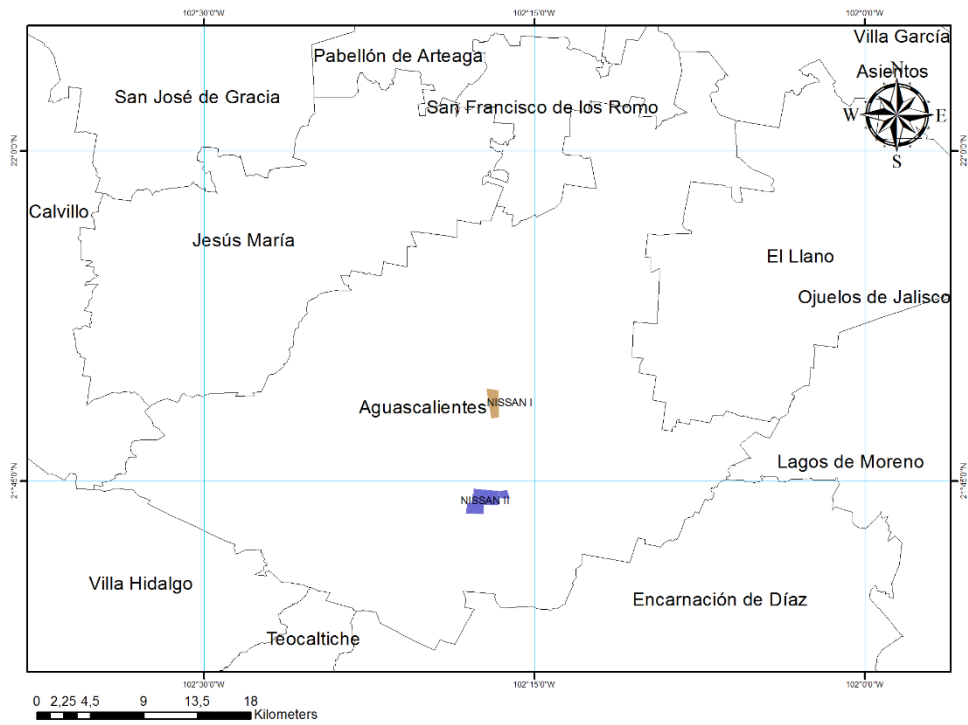 102°30'0"W 102°15'0"W 102°0'0"W
Villa García
Pabellón de Arteaga
Asientos
N
San José de Gracia
San Francisco de los Romo
W E
S
22°0'0"N 22°0'0"N
Calvillo
Jesús María
El Llano
Ojuelos de Jalisco
NISSAN I
Aguascalientes
Lagos de Moreno
21°45'0"N 21°45'0"N
NISSAN II
Villa Hidalgo
Encarnación de Díaz
Teocaltiche
102°30'0"W 102°15'0"W 102°0'0"W
0 2,25 4,5 9 13,5 18
Kilometers